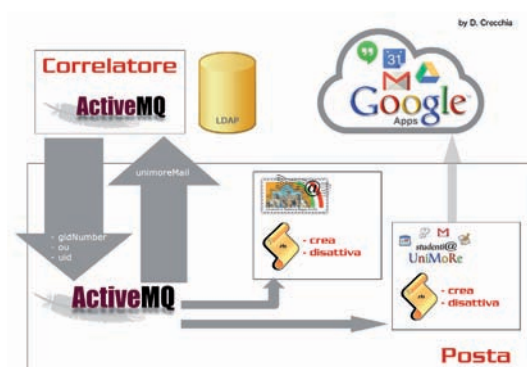 by D. Crecchia
Correlatore
ActiveMQ
LDAP
31
Google
Apps
unimoreMail
- gidNumber
- ou
- uid
ActiveMQ
@
- crea
- disattiva
studenti@
UniMoRe
- crea
- disattiva
Posta